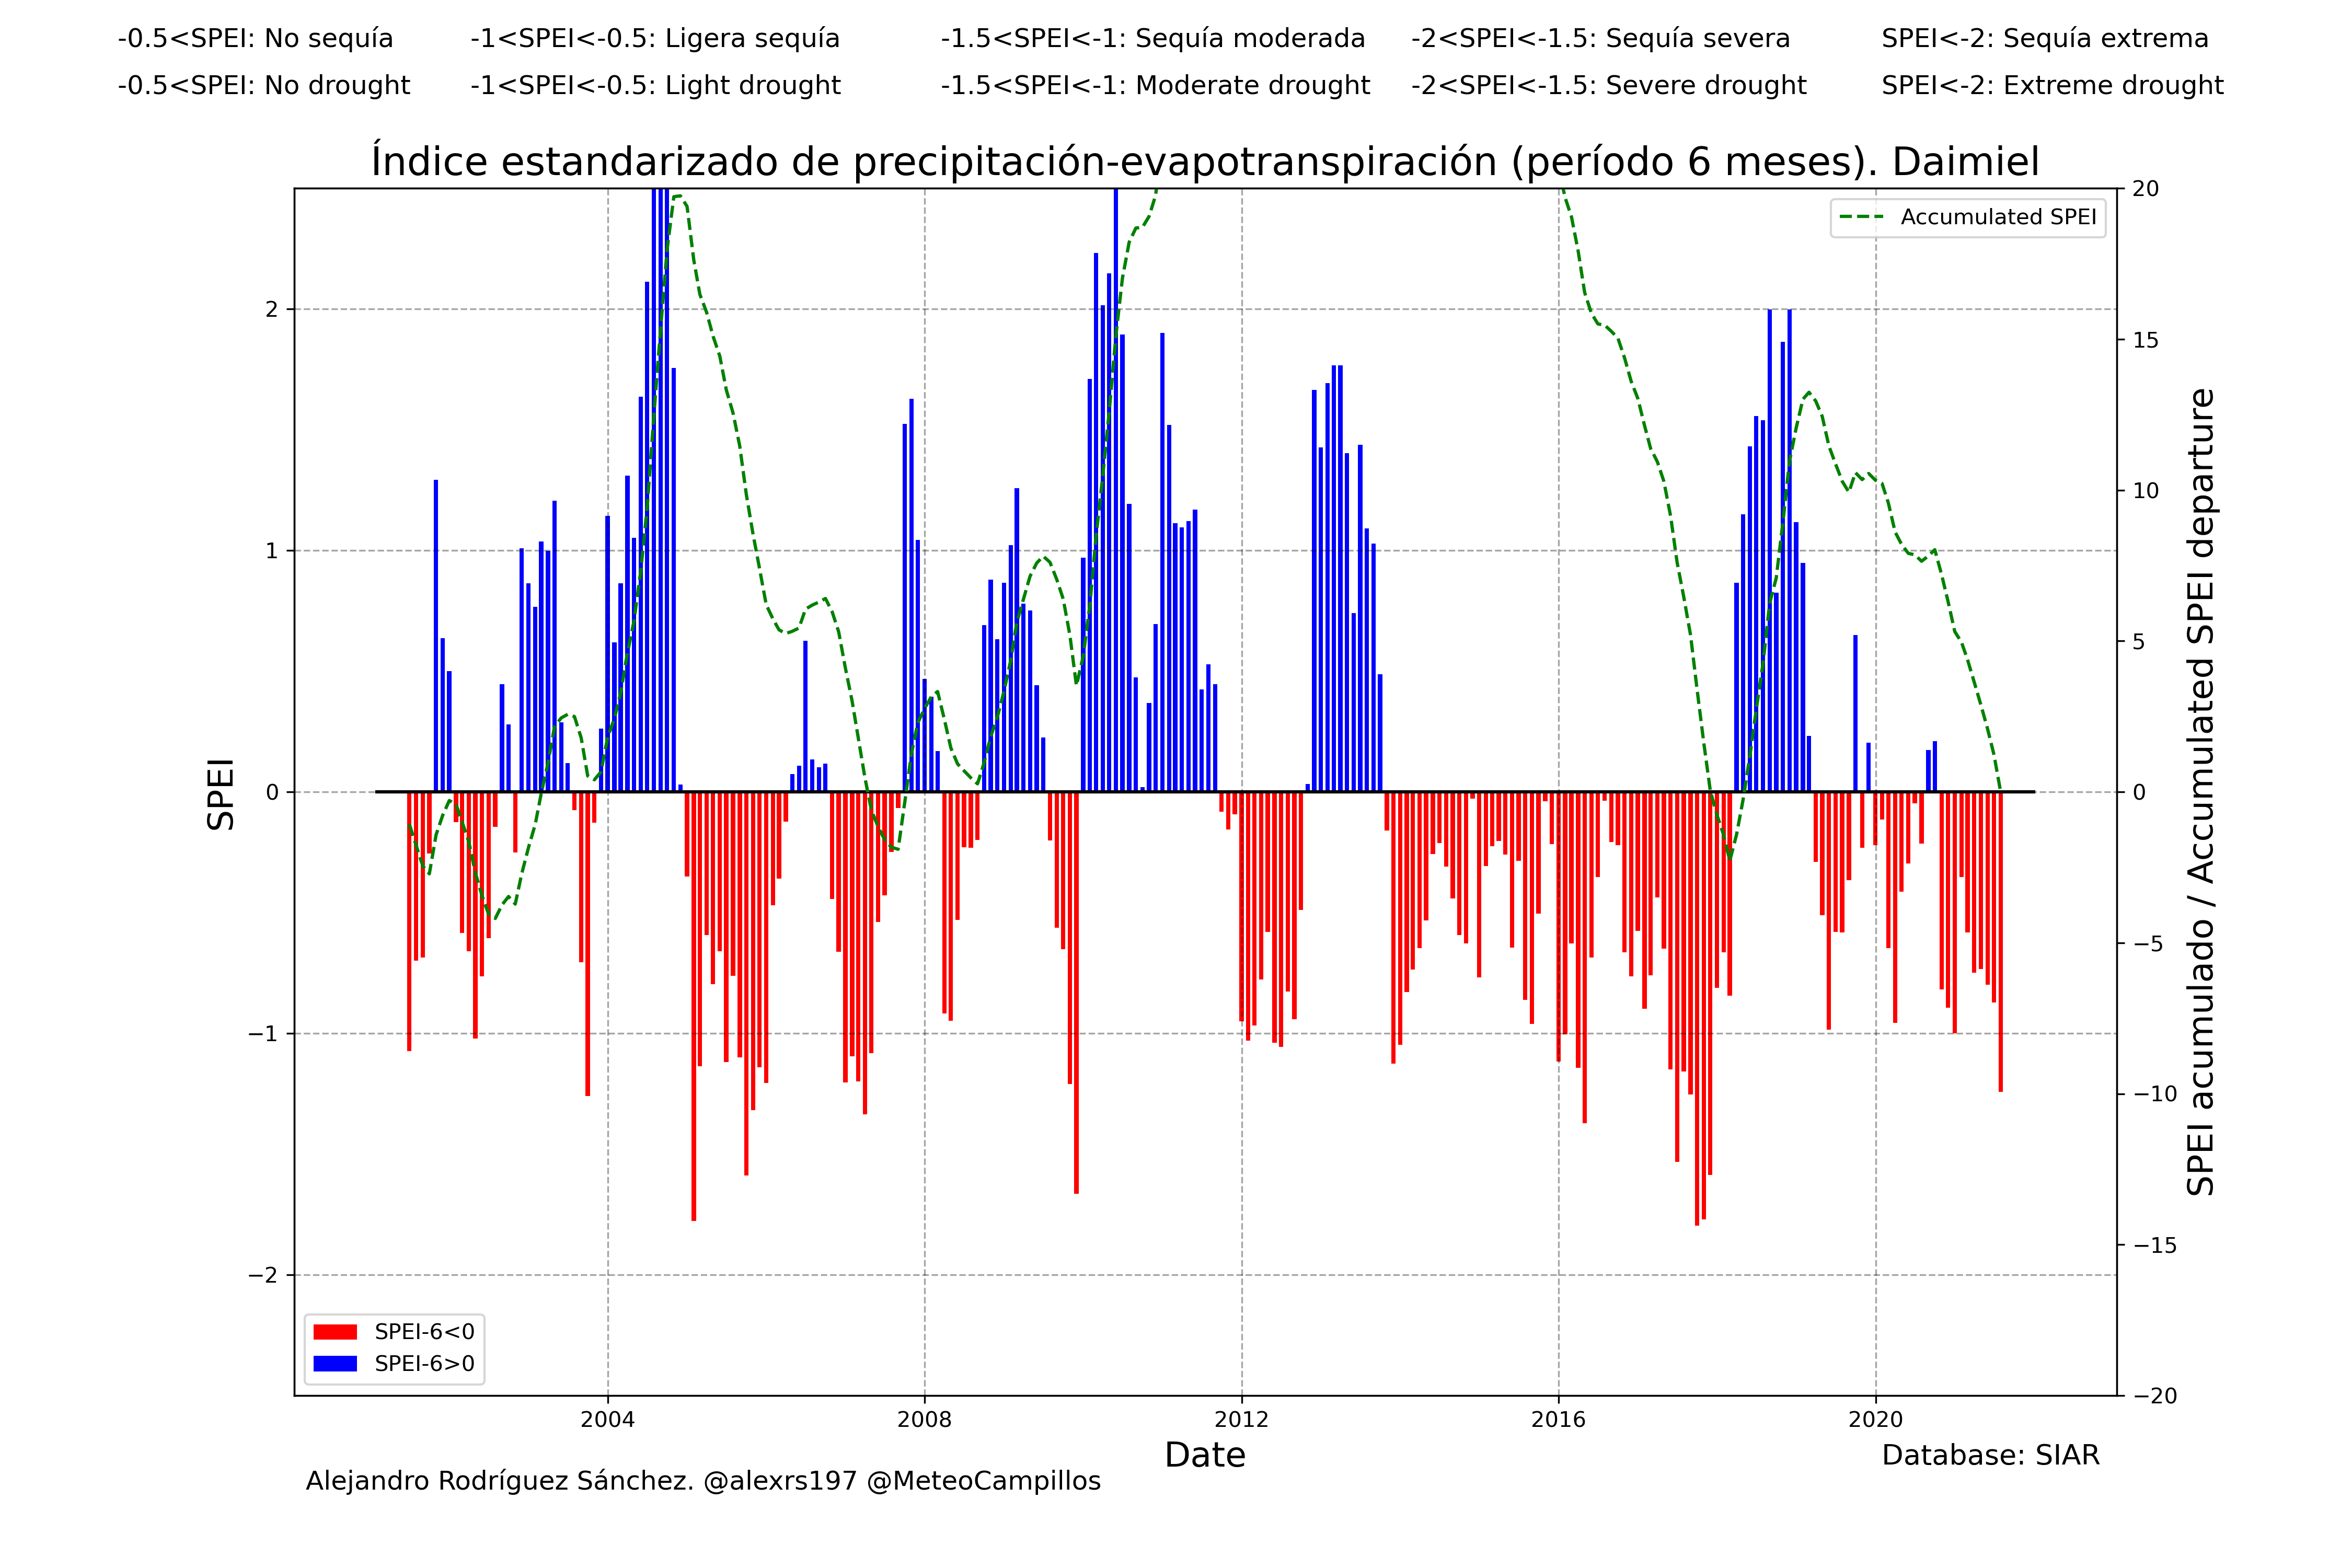 -0.5<SPEI: No sequía -1<SPEI<-0.5: Ligera sequía -1.5<SPEI<-1: Sequía moderada -2<SPEI<-1.5: Sequía severa SPEI<-2: Sequía extrema
-0.5<SPEI: No drought -1<SPEI<-0.5: Light drought -1.5<SPEI<-1: Moderate drought -2<SPEI<-1.5: Severe drought SPEI<-2: Extreme drought
Índice estandarizado de precipitación-evapotranspiración (período 6 meses). Daimiel
Accumulated SPEI
SPEI
2
1
0
−1
−2
20
15
10
5
0
−5
−10
−15
−20
SPEI acumulado / Accumulated SPEI departure
SPEI-6<0
SPEI-6>0
2004 2008 2012 2016 2020
Date
Database: SIAR
Alejandro Rodríguez Sánchez. @alexrs197 @MeteoCampillos